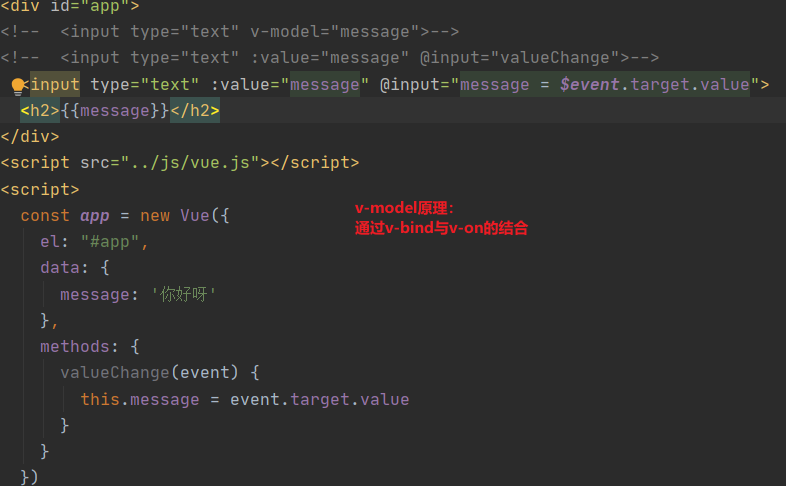 <div id="app">
<!--  <input type="text" v-model="message">-->
<!--  <input type="text" :value="message" @input="valueChange">-->
  <input type="text" :value="message" @input="message = $event.target.value">
  <h2>{{message}}</h2>
</div>
<script src="../js/vue.js"></script>
<script>
  const app = new Vue({
v-model原理：
通过v-bind与v-on的结合
    el: "#app",
    data: {
      message: '你好呀'
    },
    methods: {
      valueChange(event) {
        this.message = event.target.value
      }
    }
  })